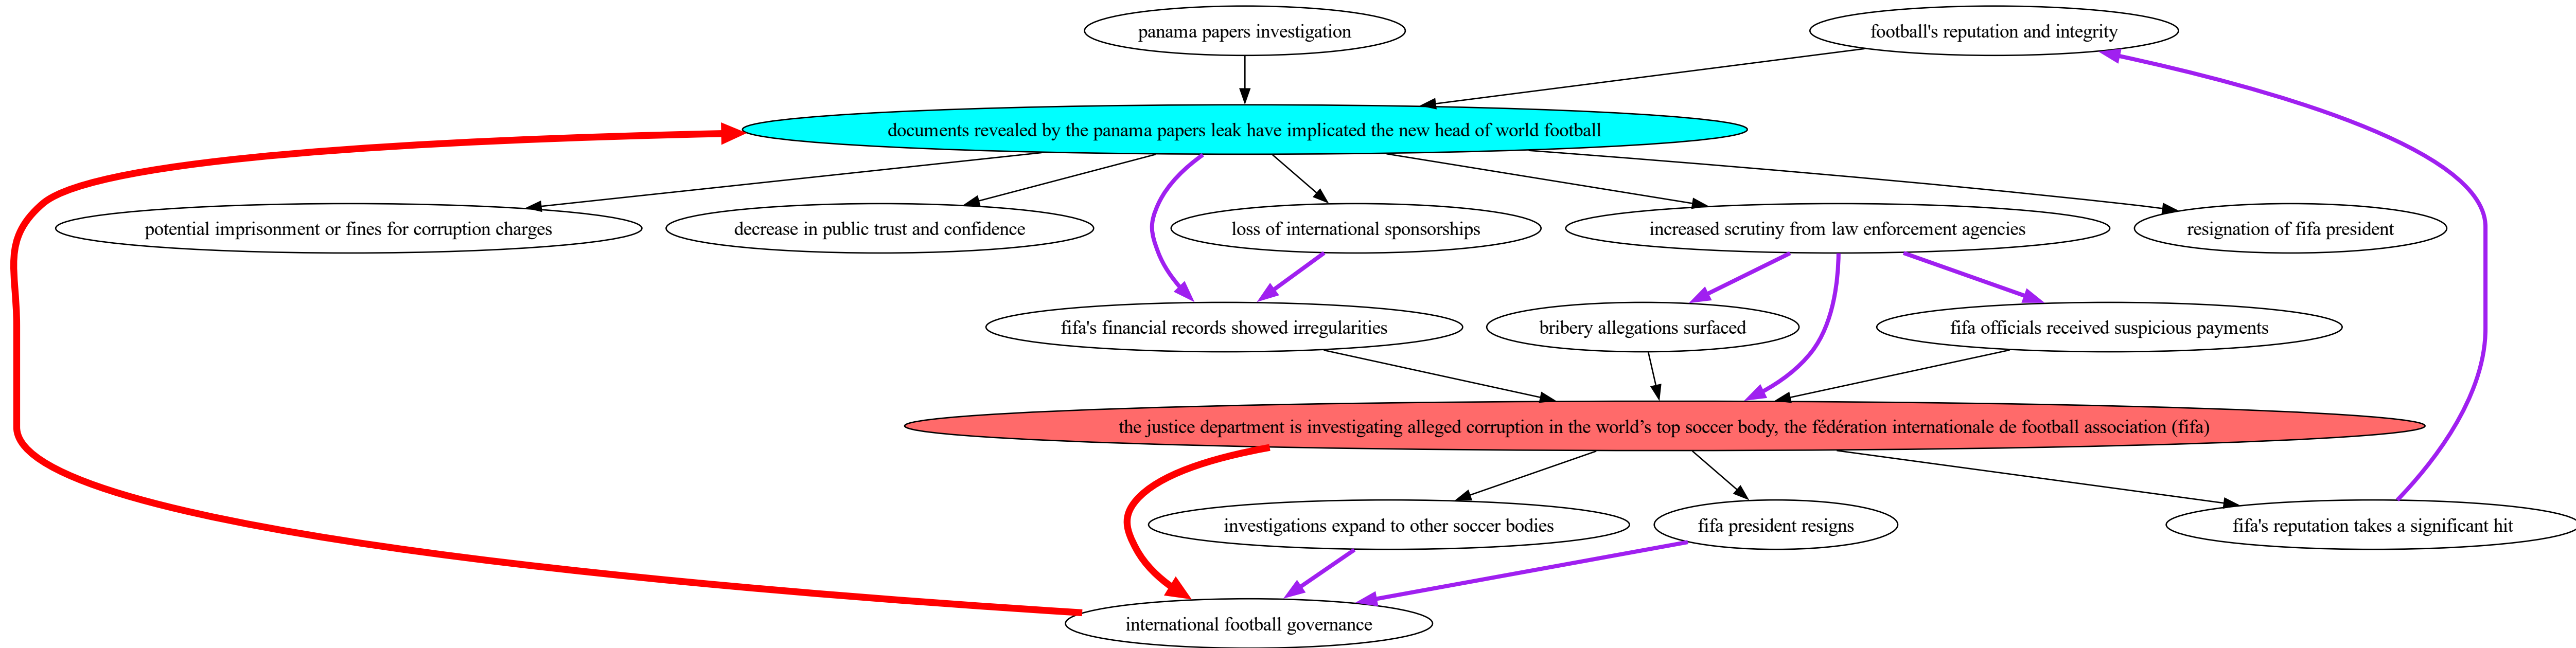 panama papers investigation
football's reputation and integrity
documents revealed by the panama papers leak have implicated the new head of world football
potential imprisonment or fines for corruption charges
decrease in public trust and confidence
loss of international sponsorships
increased scrutiny from law enforcement agencies
resignation of fifa president
fifa's financial records showed irregularities
bribery allegations surfaced
fifa officials received suspicious payments
the justice department is investigating alleged corruption in the world’s top soccer body, the fédération internationale de football association (fifa)
investigations expand to other soccer bodies
fifa president resigns
fifa's reputation takes a significant hit
international football governance